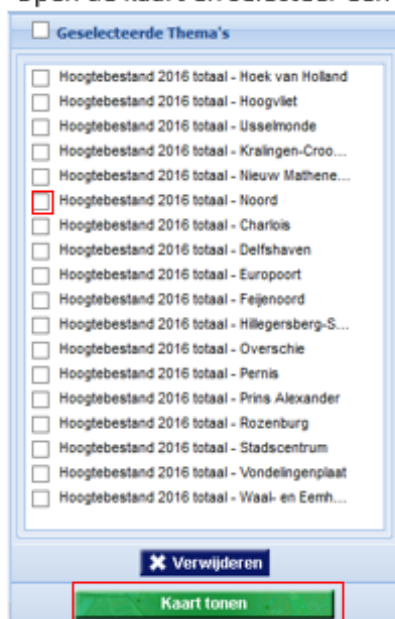 Geselecteerde Thema's
Hoogtebestand 2016 totaal - Hoek van Holland
Hoogtebestand 2016 totaal - Hoogvliet
Hoogtebestand 2016 totaal - IJsselmonde
Hoogtebestand 2016 totaal - Kralingen-Croo...
Hoogtebestand 2016 totaal - Nieuw Mathene...
Hoogtebestand 2016 totaal - Noord
Hoogtebestand 2016 totaal - Charlois
Hoogtebestand 2016 totaal - Delfshaven
Hoogtebestand 2016 totaal - Europoort
Hoogtebestand 2016 totaal - Feijenoord
Hoogtebestand 2016 totaal - Hillegersberg-S...
Hoogtebestand 2016 totaal - Overschie
Hoogtebestand 2016 totaal - Pernis
Hoogtebestand 2016 totaal - Prins Alexander
Hoogtebestand 2016 totaal - Rozenburg
Hoogtebestand 2016 totaal - Stadscentrum
Hoogtebestand 2016 totaal - Vondelingenplaat
Hoogtebestand 2016 totaal - Waal- en Eemh...
Verwijderen
Kaart tonen